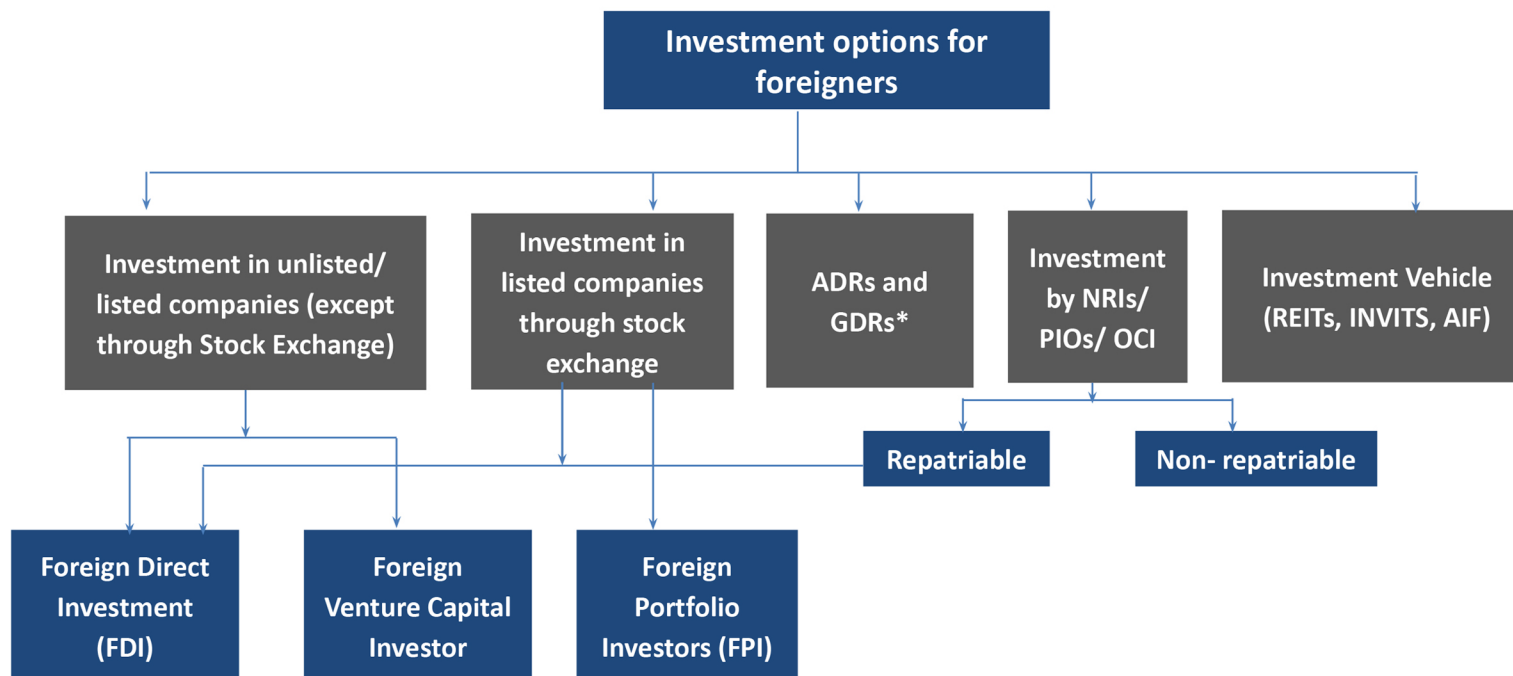 Investment options for
foreigners
Investment in unlisted/
listed companies (except
through Stock Exchange)
Investment in
listed companies
through stock
exchange
ADRs and
GDRs*
Investment
by NRIs/
PIOs/ OCI
Investment Vehicle
(REITs, INVITS, AIF)
Repatriable
Non- repatriable
Foreign Direct
Investment
(FDI)
Foreign
Venture Capital
Investor
Foreign
Portfolio
Investors (FPI)